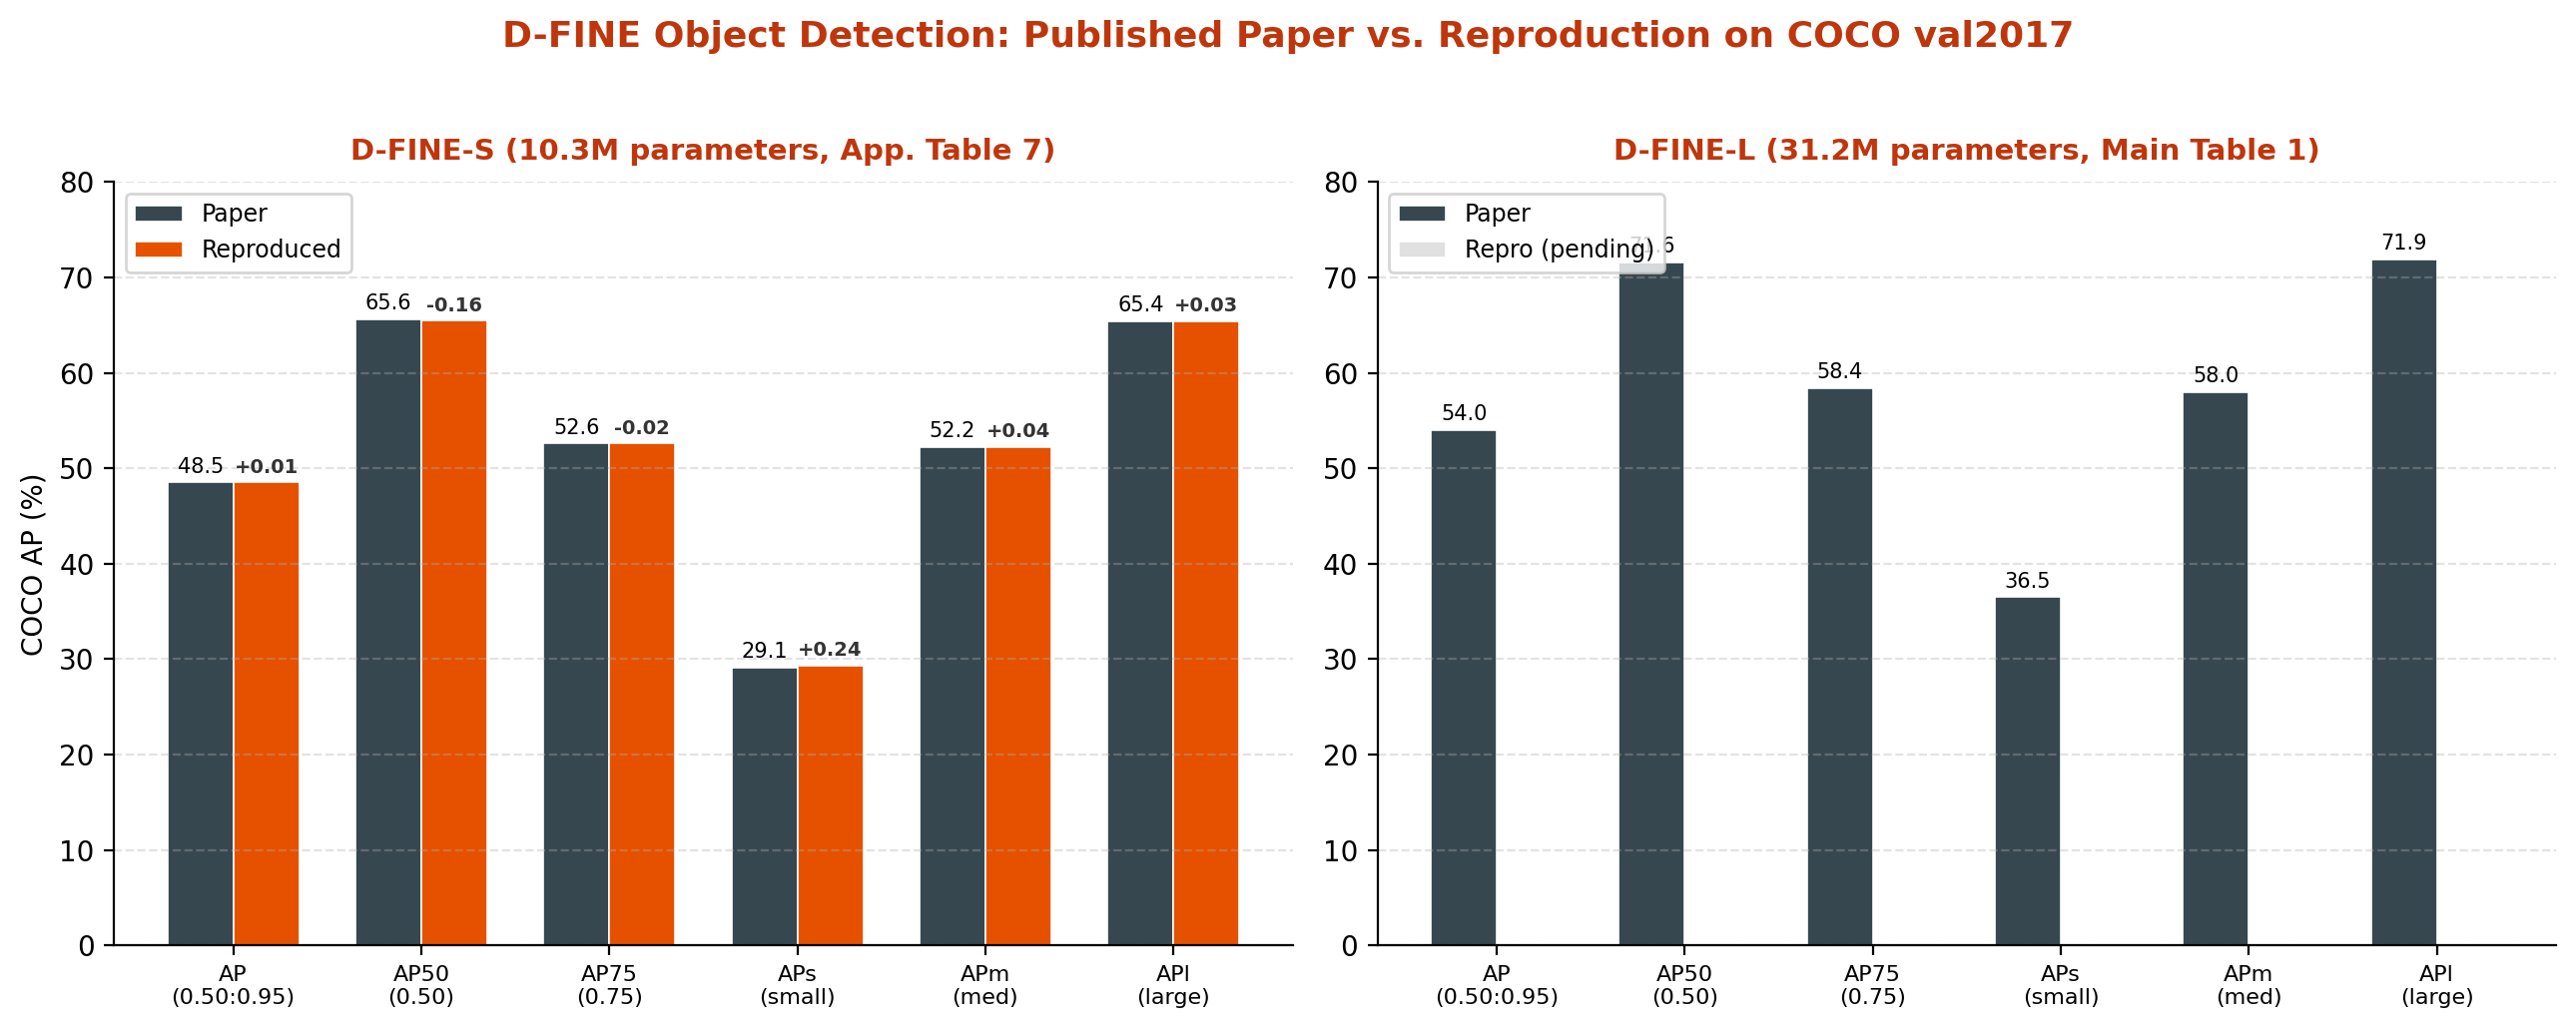 D-FINE Object Detection: Published Paper vs. Reproduction on COCO val2017
D-FINE-S (10.3M parameters, App. Table 7)
COCO AP (%)
80
70
60
50
40
30
20
10
0
Paper
Reproduced
48.5 +0.01
65.6 -0.16
52.6 -0.02
29.1 +0.24
52.2 +0.04
65.4 +0.03
AP
(0.50:0.95)
AP50
(0.50)
AP75
(0.75)
APs
(small)
APm
(med)
APl
(large)
D-FINE-L (31.2M parameters, Main Table 1)
80
70
60
50
40
30
20
10
0
Paper
Repro (pending)
54.0
58.4
36.5
58.0
71.9
AP
(0.50:0.95)
AP50
(0.50)
AP75
(0.75)
APs
(small)
APm
(med)
APl
(large)